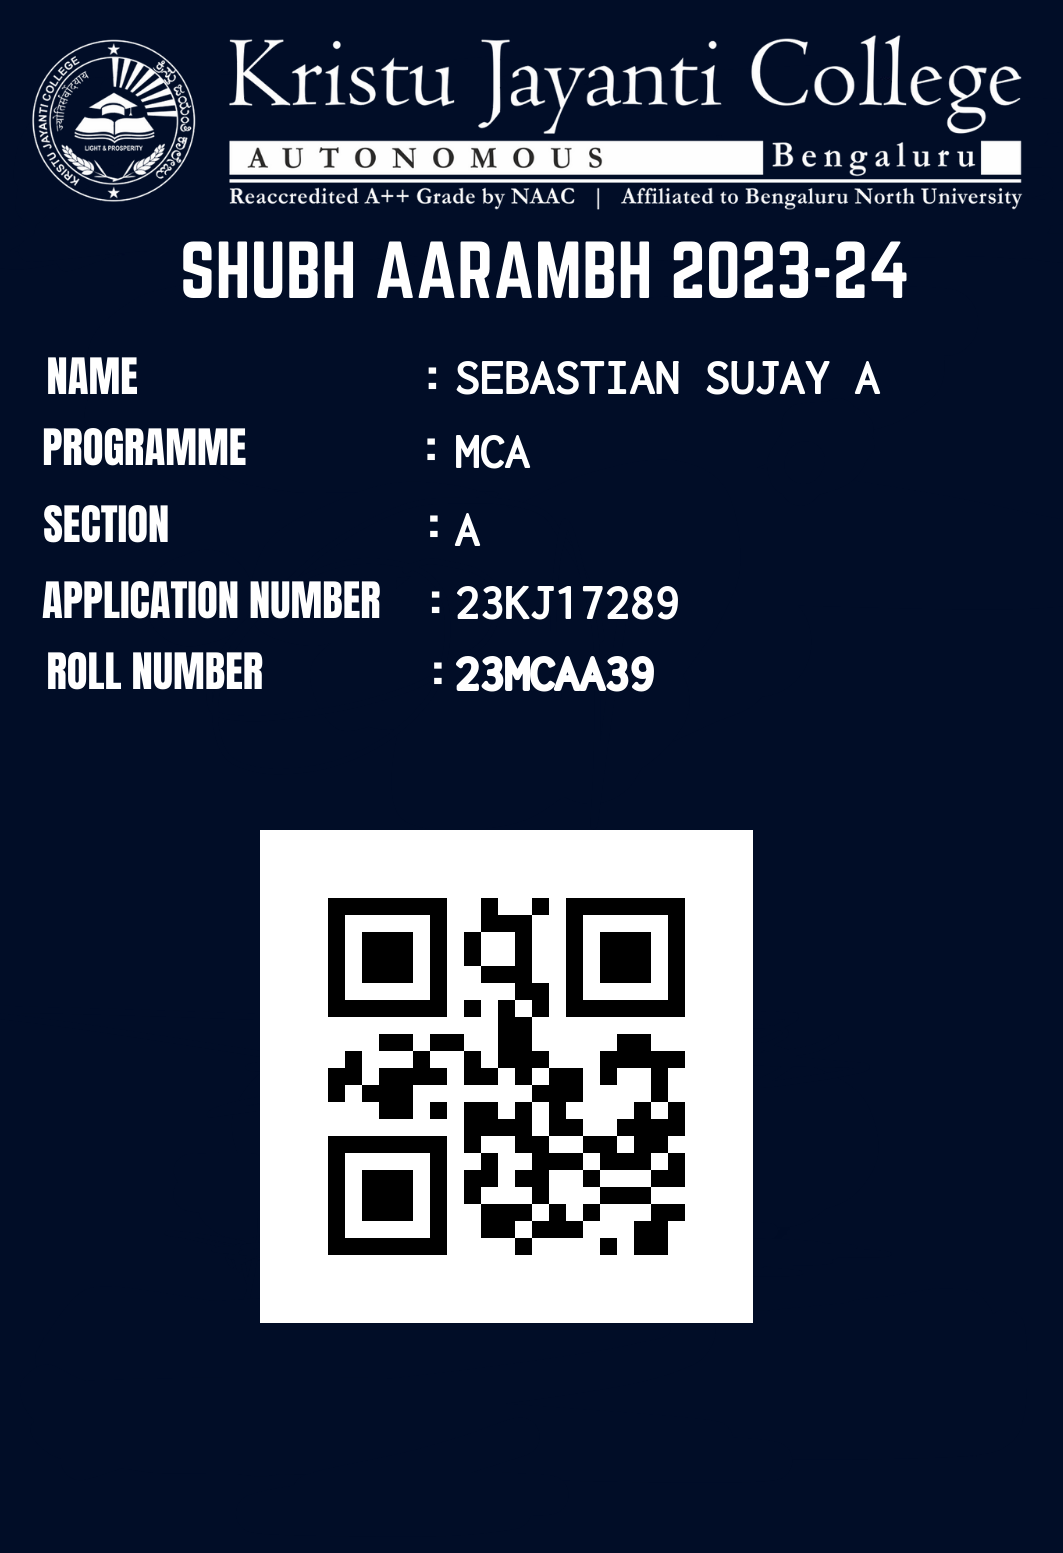 KRISTU JAYANTI COLLEGE
ज्योतिर्समृद्धिदाय
LIGHT & PROSPERITY
Kristu Jayanti College
AUTONOMOUS Bengaluru
Reaccredited A++ Grade by NAAC | Affiliated to Bengaluru North University
SHUBH AARAMBH 2023-24
NAME : SEBASTIAN SUJAY A
PROGRAMME : MCA
SECTION : A
APPLICATION NUMBER : 23KJ17289
ROLL NUMBER : 23MCAA39